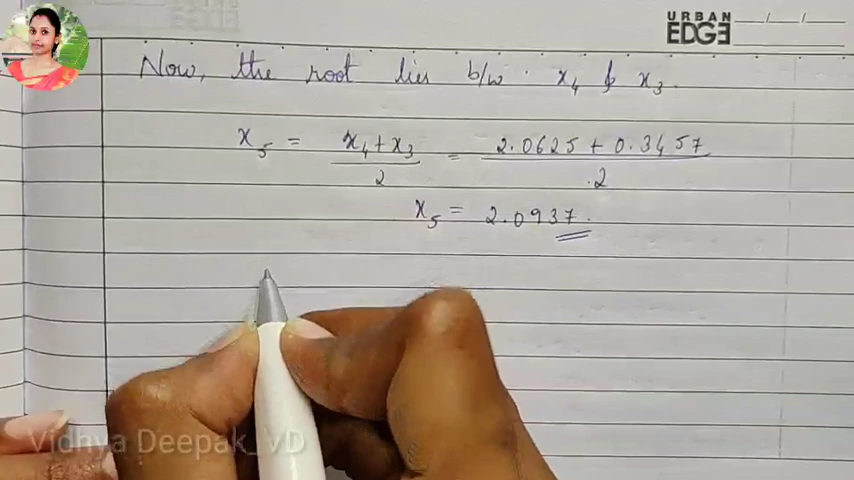 URBAN
EDGE
Now, the root lies b/w. x₄ & x₃.
x₅ = x₄+x₃ / 2 = 2.0625 + 0.3457 / 2
x₅ = 2.0937.
Vidhya Deepak_VD